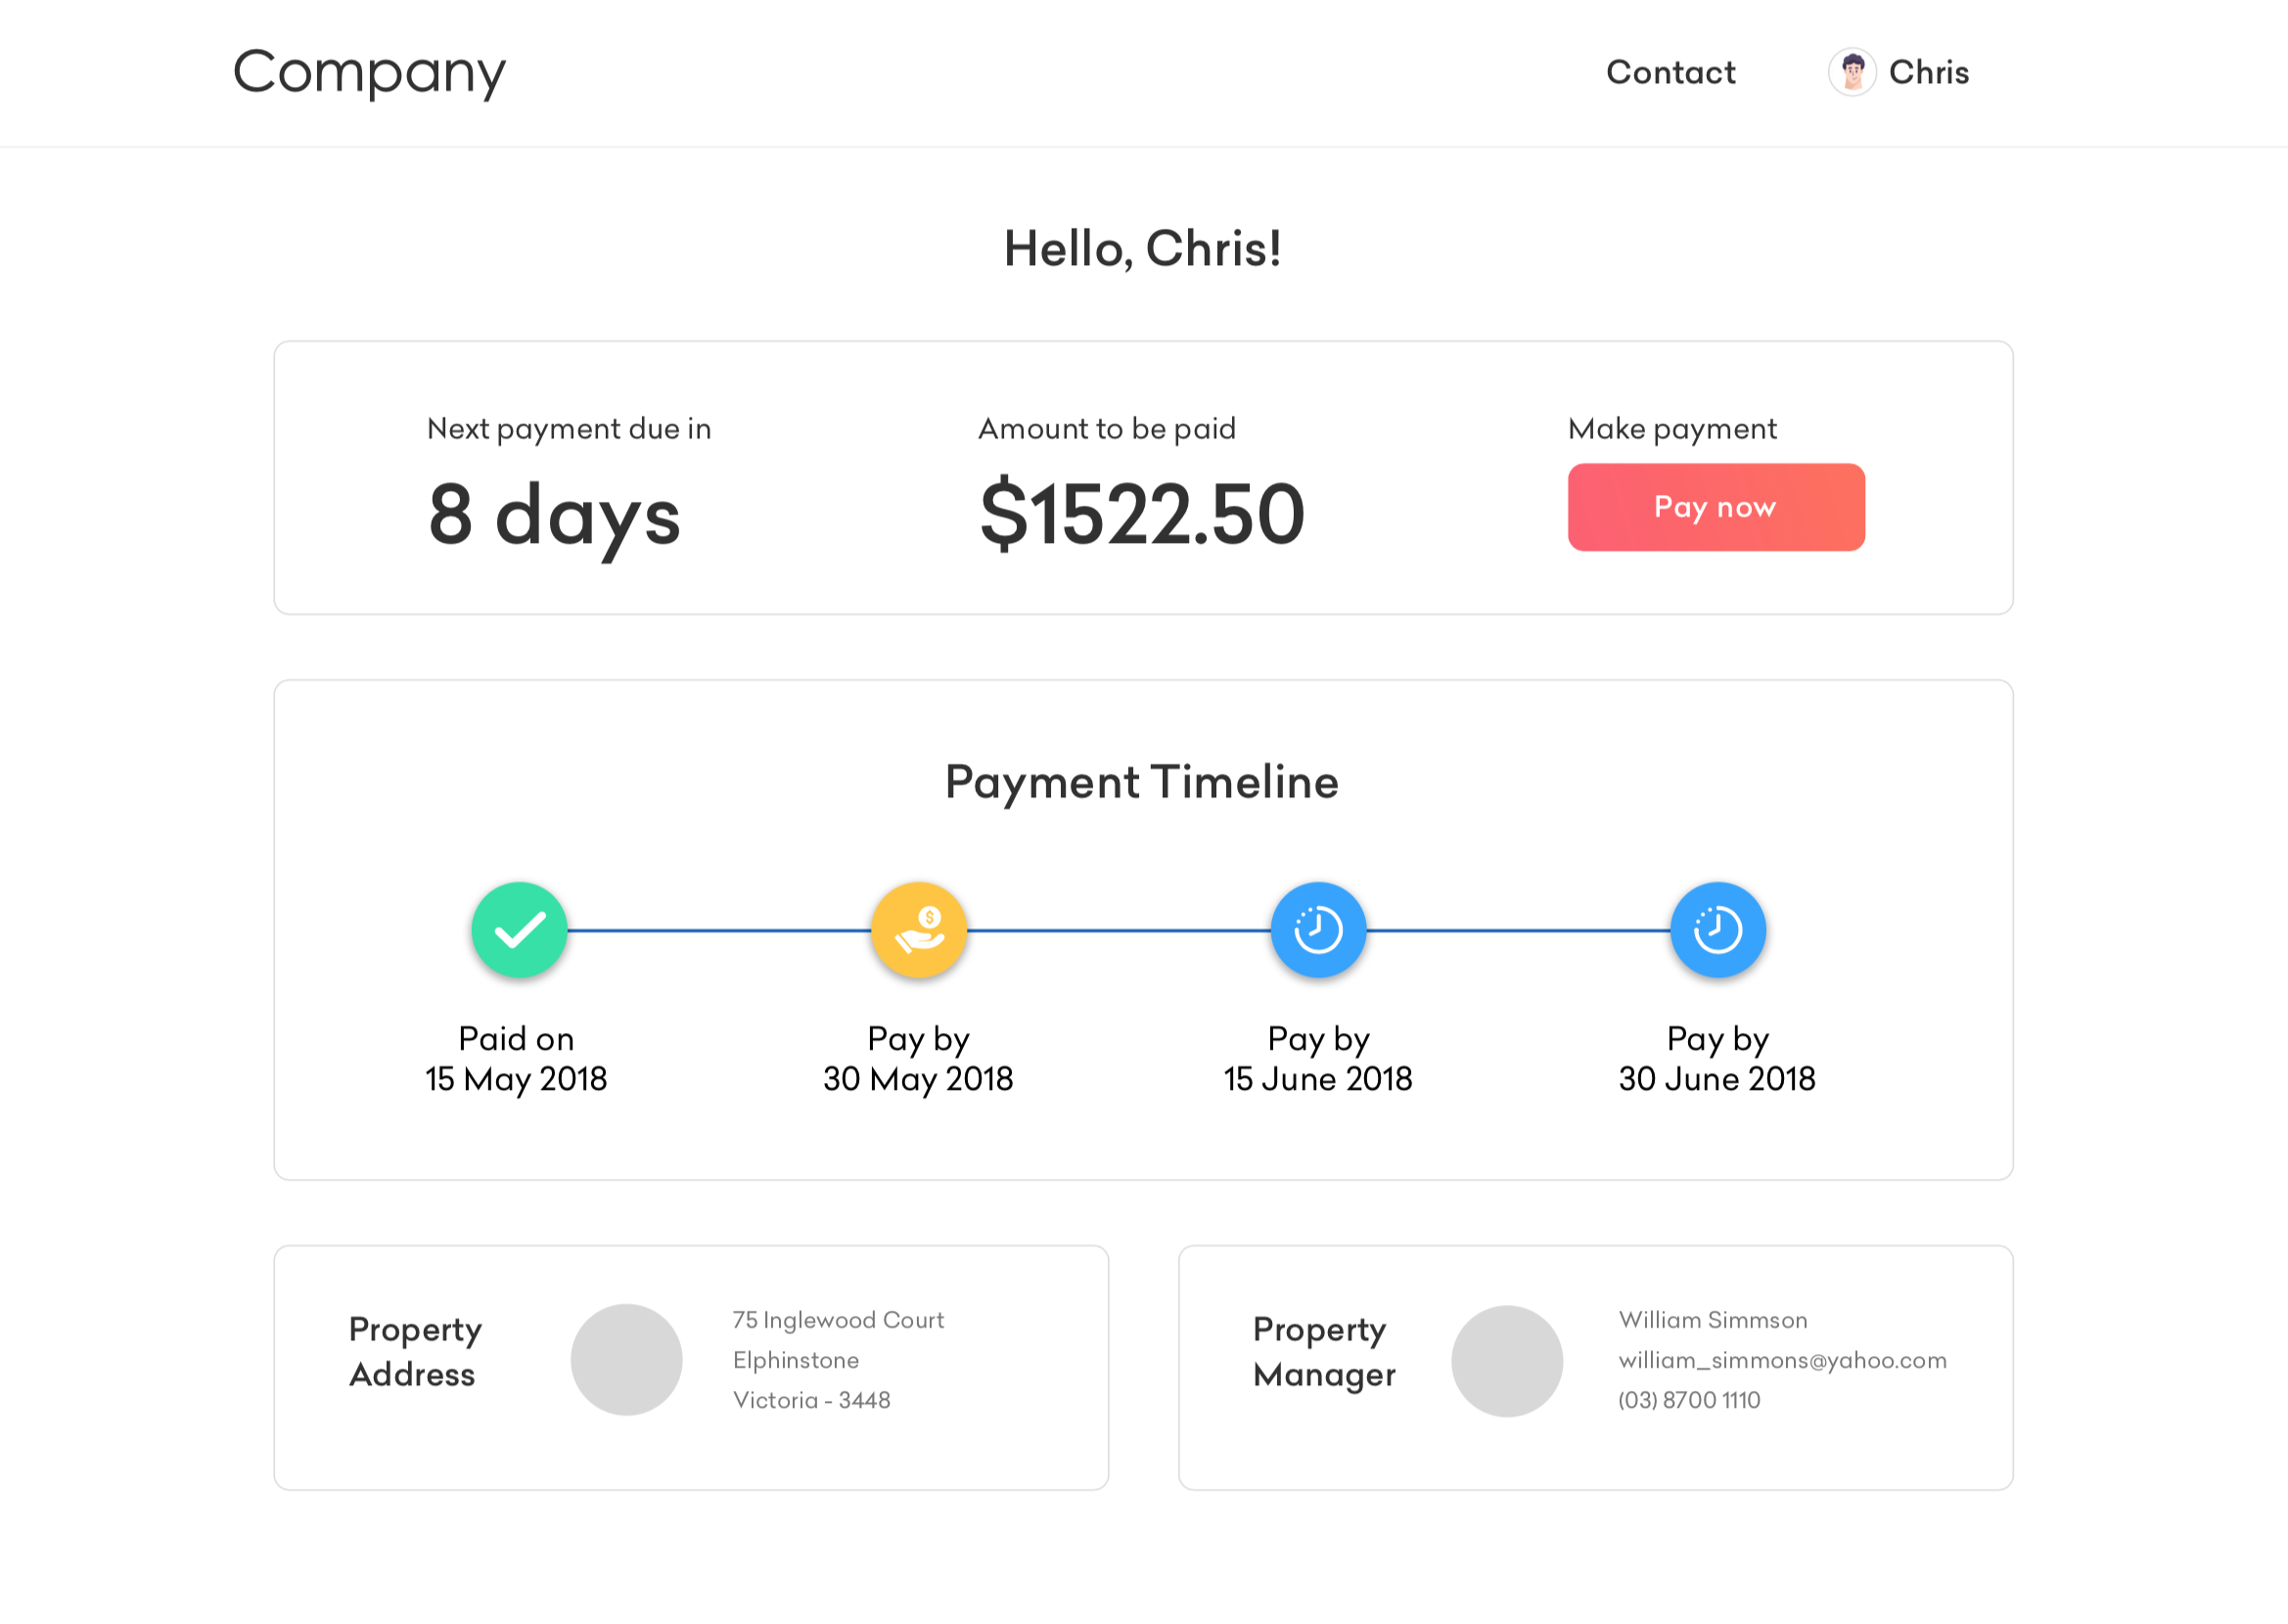 Company
Contact
Chris
Hello, Chris!
Next payment due in
8 days
Amount to be paid
$1522.50
Make payment
Pay now
Payment Timeline
$
Paid on
15 May 2018
Pay by
30 May 2018
Pay by
15 June 2018
Pay by
30 June 2018
Property
Address
75 Inglewood Court
Elphinstone
Victoria - 3448
Property
Manager
William Simmson
william_simmons@yahoo.com
(03) 8700 1110